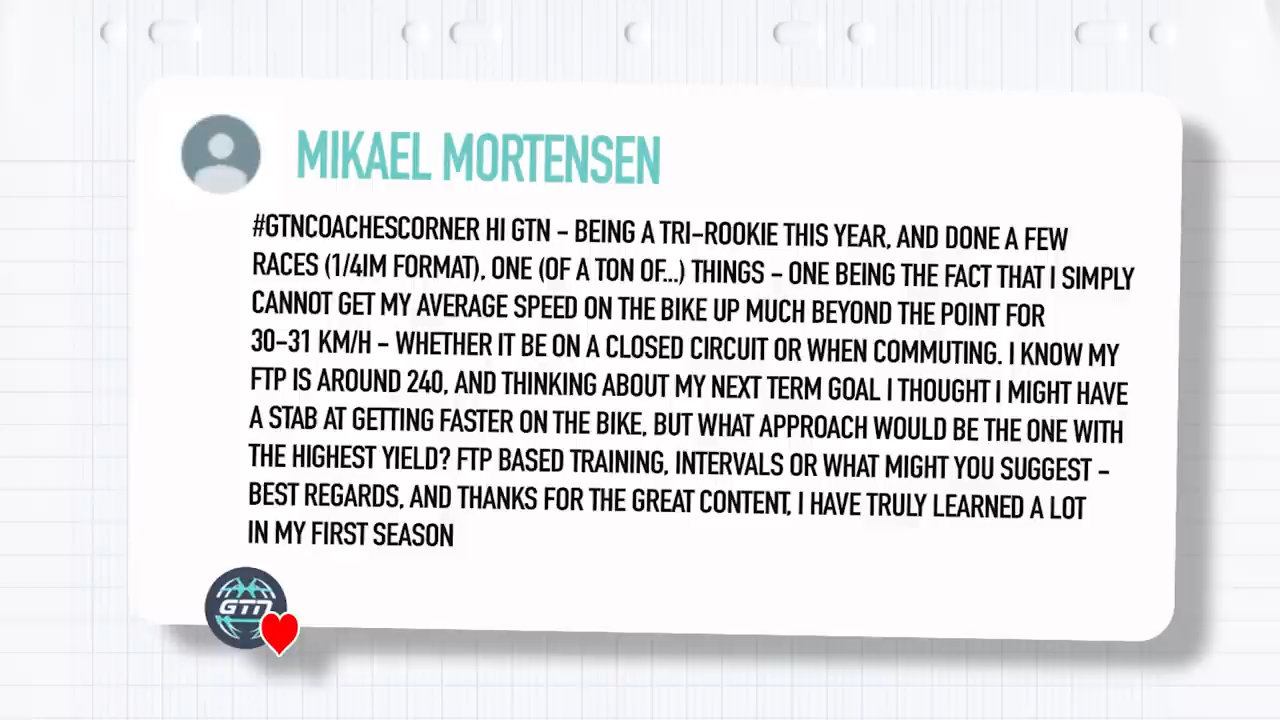 MIKAEL MORTENSEN
#GTNCOACHESCORNER HI GTN – BEING A TRI-ROOKIE THIS YEAR, AND DONE A FEW
RACES (1/4IM FORMAT), ONE (OF A TON OF...) THINGS – ONE BEING THE FACT THAT I SIMPLY
CANNOT GET MY AVERAGE SPEED ON THE BIKE UP MUCH BEYOND THE POINT FOR
30–31 KM/H – WHETHER IT BE ON A CLOSED CIRCUIT OR WHEN COMMUTING. I KNOW MY
FTP IS AROUND 240, AND THINKING ABOUT MY NEXT TERM GOAL I THOUGHT I MIGHT HAVE
A STAB AT GETTING FASTER ON THE BIKE, BUT WHAT APPROACH WOULD BE THE ONE WITH
THE HIGHEST YIELD? FTP BASED TRAINING, INTERVALS OR WHAT MIGHT YOU SUGGEST –
BEST REGARDS, AND THANKS FOR THE GREAT CONTENT, I HAVE TRULY LEARNED A LOT
IN MY FIRST SEASON
GTN